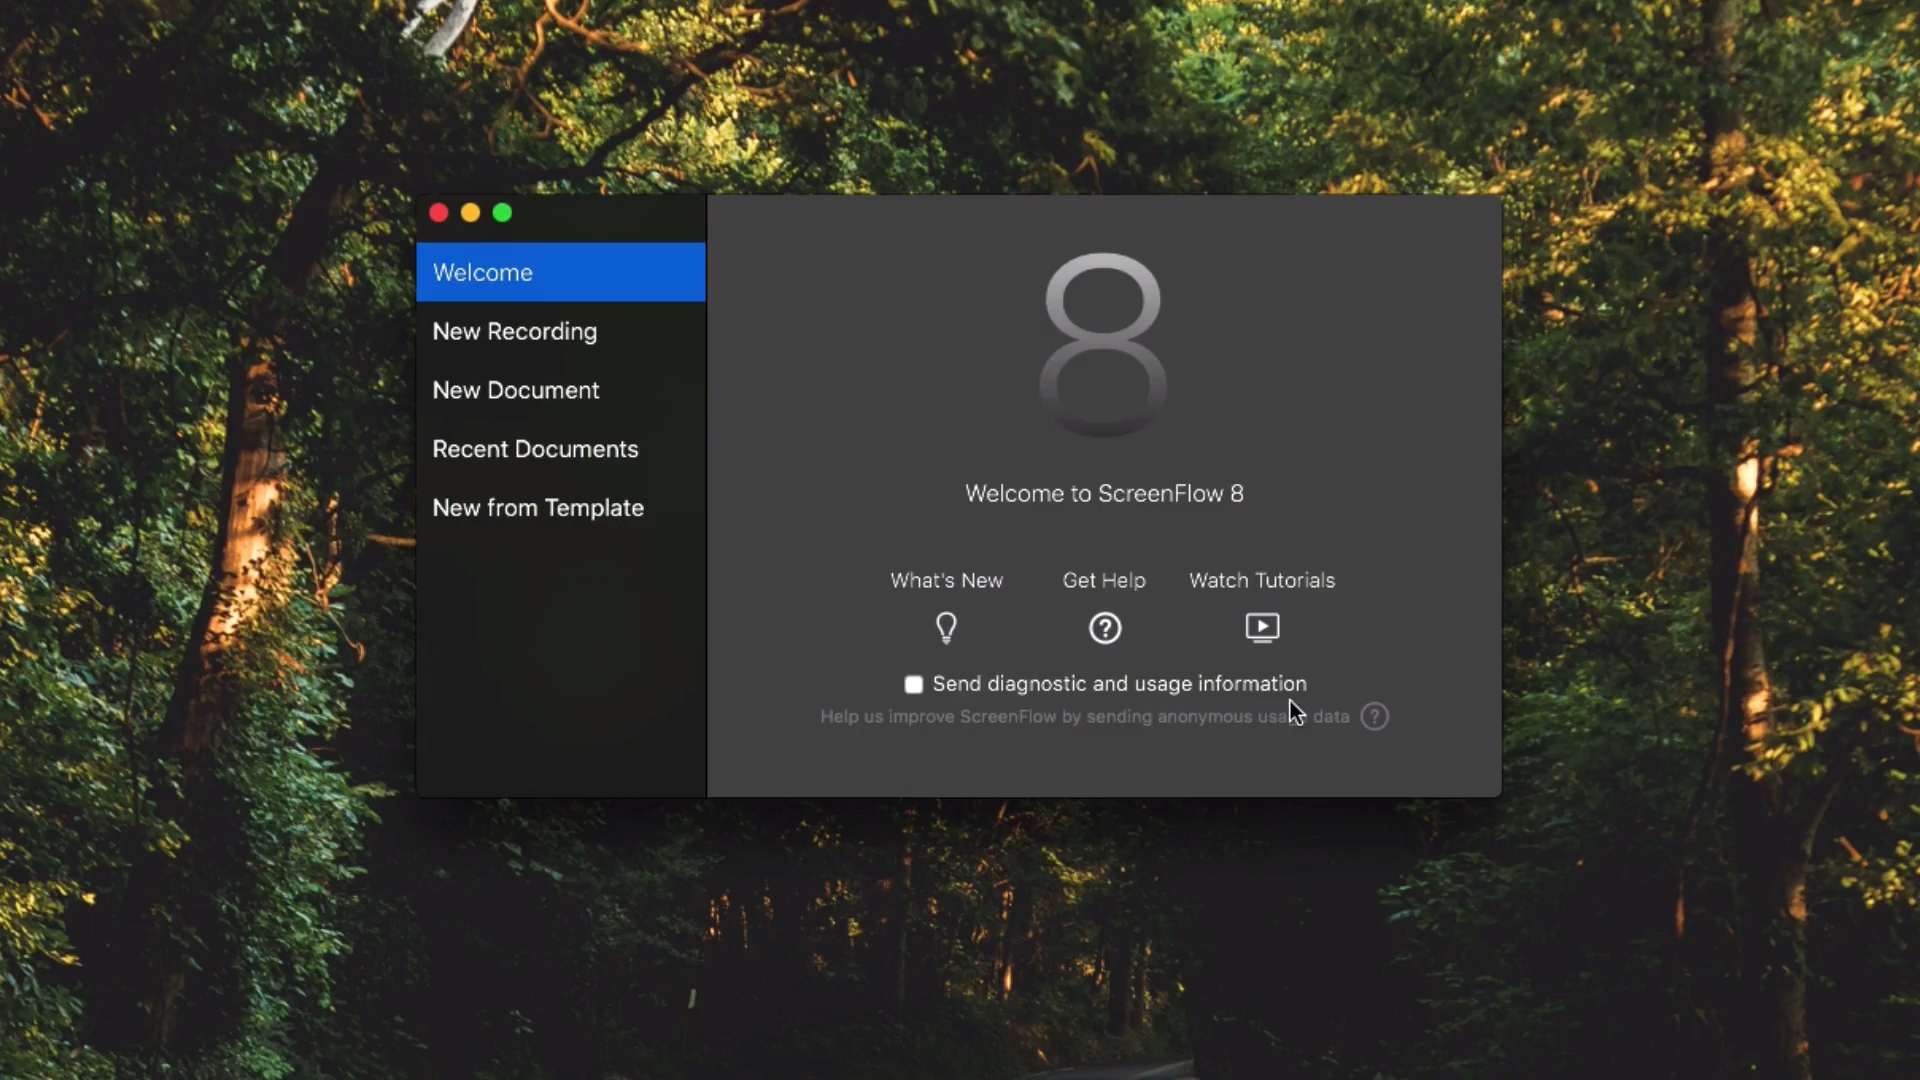 Welcome
New Recording
New Document
Recent Documents
New from Template
8
Welcome to ScreenFlow 8
What's New
Get Help
Watch Tutorials
Send diagnostic and usage information
Help us improve ScreenFlow by sending anonymous usage data